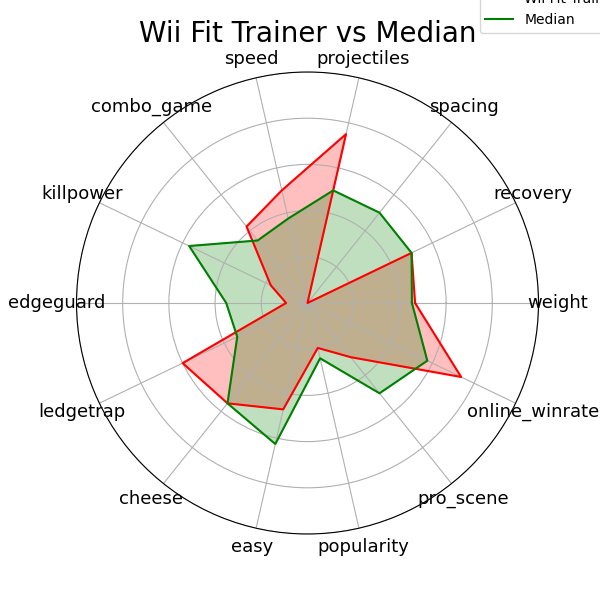 Wii Fit Trainer vs Median
Median
speed
projectiles
combo_game
spacing
killpower
recovery
edgeguard
weight
ledgetrap
online_winrate
cheese
pro_scene
easy
popularity